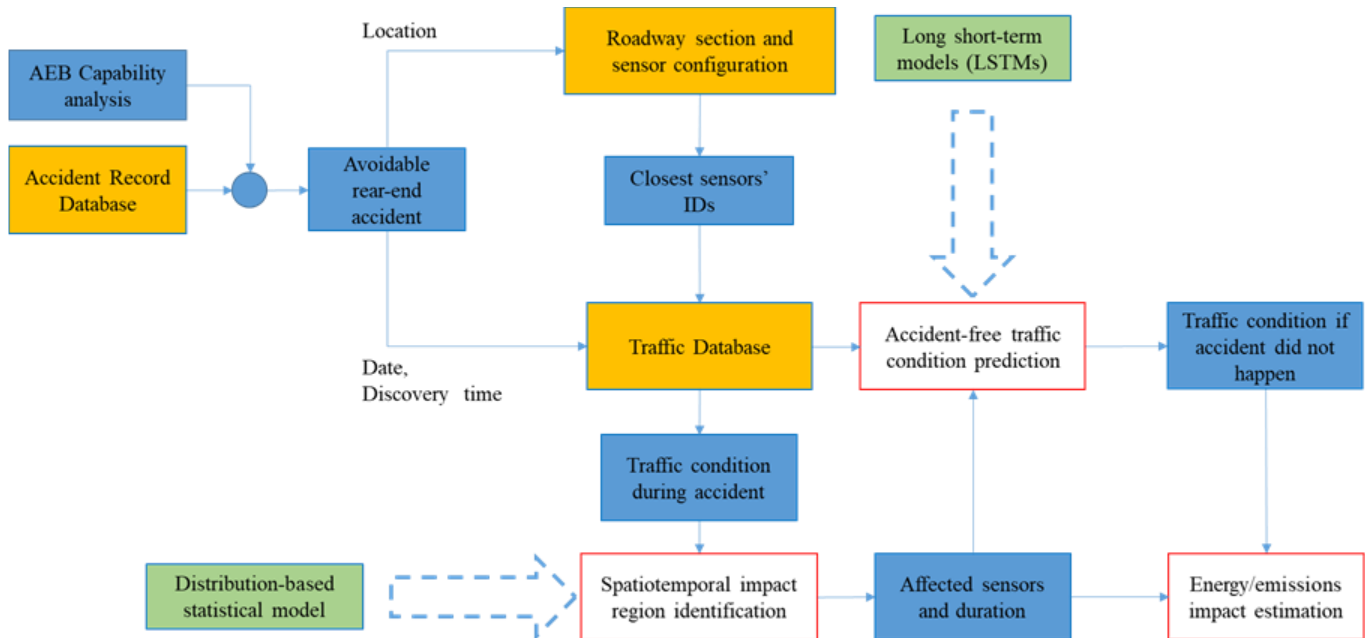 Location
Roadway section and
sensor configuration
Long short-term
models (LSTMs)
AEB Capability
analysis
Accident Record
Database
Avoidable
rear-end
accident
Closest sensors'
IDs
Date,
Discovery time
Traffic Database
Accident-free traffic
condition prediction
Traffic condition if
accident did not
happen
Traffic condition
during accident
Distribution-based
statistical model
Spatiotemporal impact
region identification
Affected sensors
and duration
Energy/emissions
impact estimation